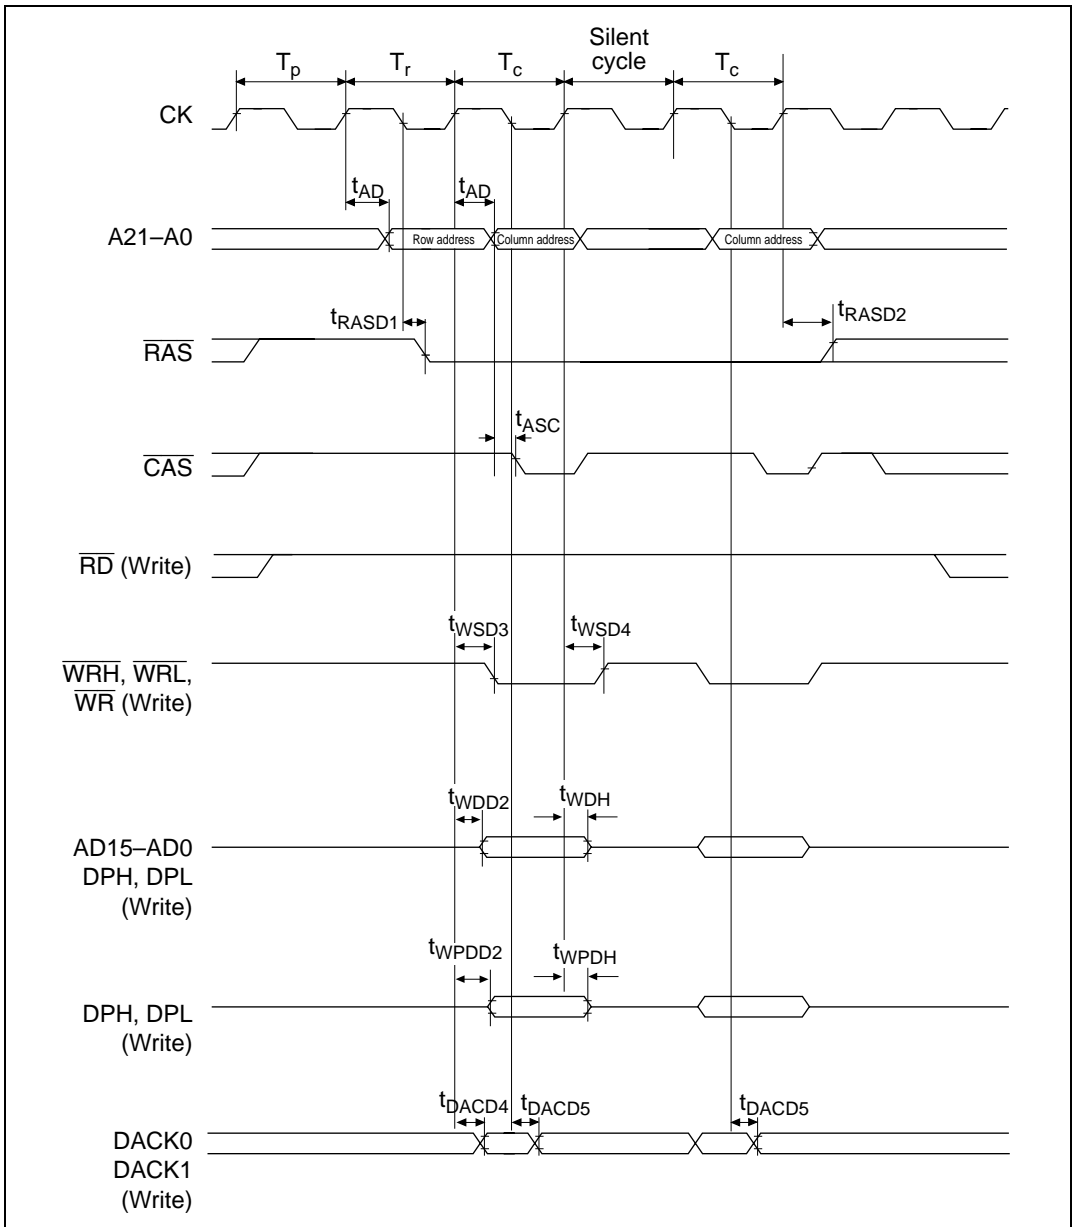 Silent
cycle
Tp Tr Tc Tc
CK
tAD tAD
A21–A0 Row address Column address Column address
tRASD1 tRASD2
RAS
tASC
CAS
RD (Write)
tWSD3 tWSD4
WRH, WRL,
WR (Write)
tWDD2 tWDH
AD15–AD0
DPH, DPL
(Write)
tWPDD2 tWPDH
DPH, DPL
(Write)
tDACD4 tDACD5 tDACD5
DACK0
DACK1
(Write)